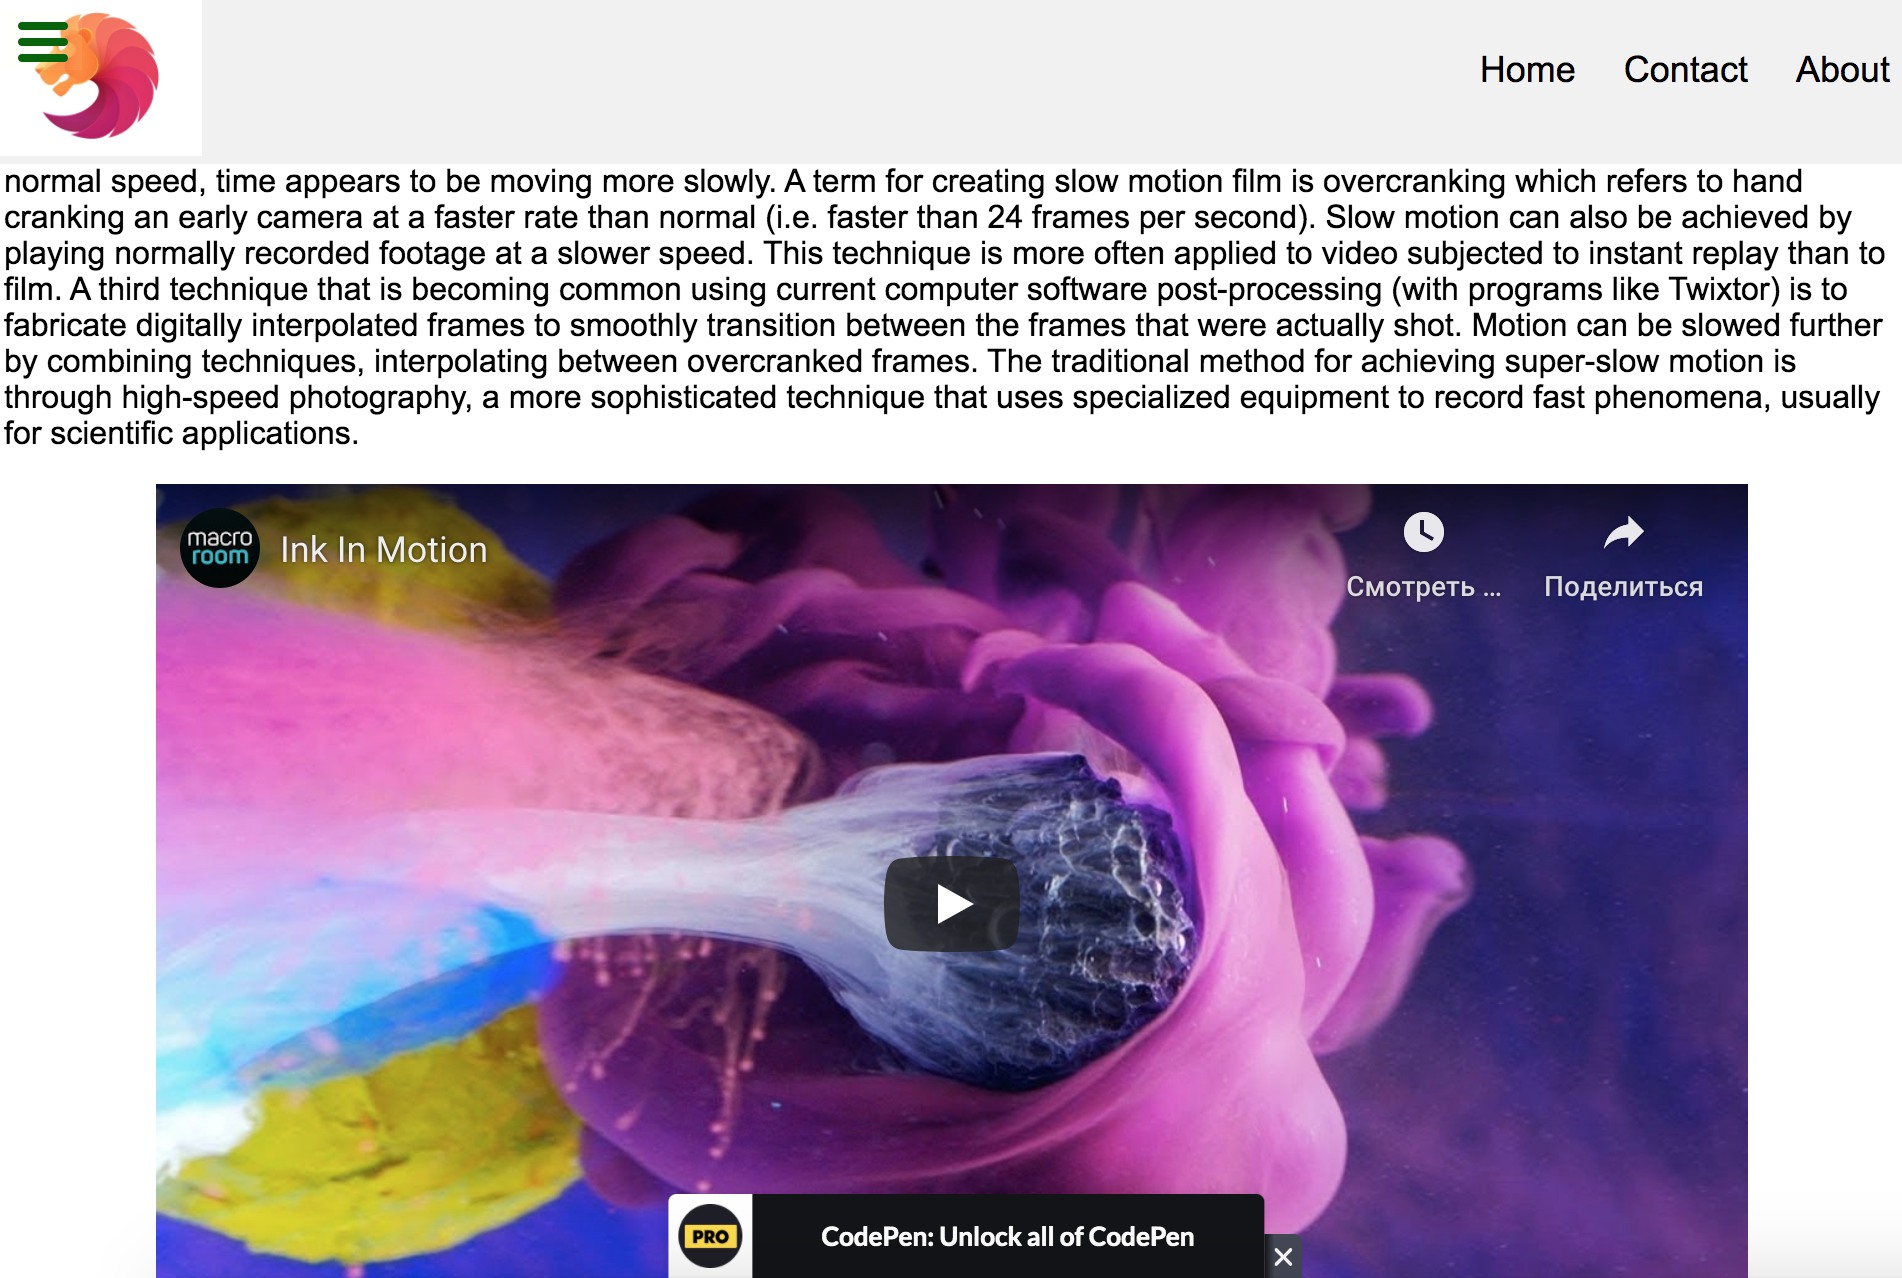 Home Contact About
normal speed, time appears to be moving more slowly. A term for creating slow motion film is overcranking which refers to hand
cranking an early camera at a faster rate than normal (i.e. faster than 24 frames per second). Slow motion can also be achieved by
playing normally recorded footage at a slower speed. This technique is more often applied to video subjected to instant replay than to
film. A third technique that is becoming common using current computer software post-processing (with programs like Twixtor) is to
fabricate digitally interpolated frames to smoothly transition between the frames that were actually shot. Motion can be slowed further
by combining techniques, interpolating between overcranked frames. The traditional method for achieving super-slow motion is
through high-speed photography, a more sophisticated technique that uses specialized equipment to record fast phenomena, usually
for scientific applications.
macro
room
Ink In Motion
Смотреть ...
Поделиться
PRO
CodePen: Unlock all of CodePen